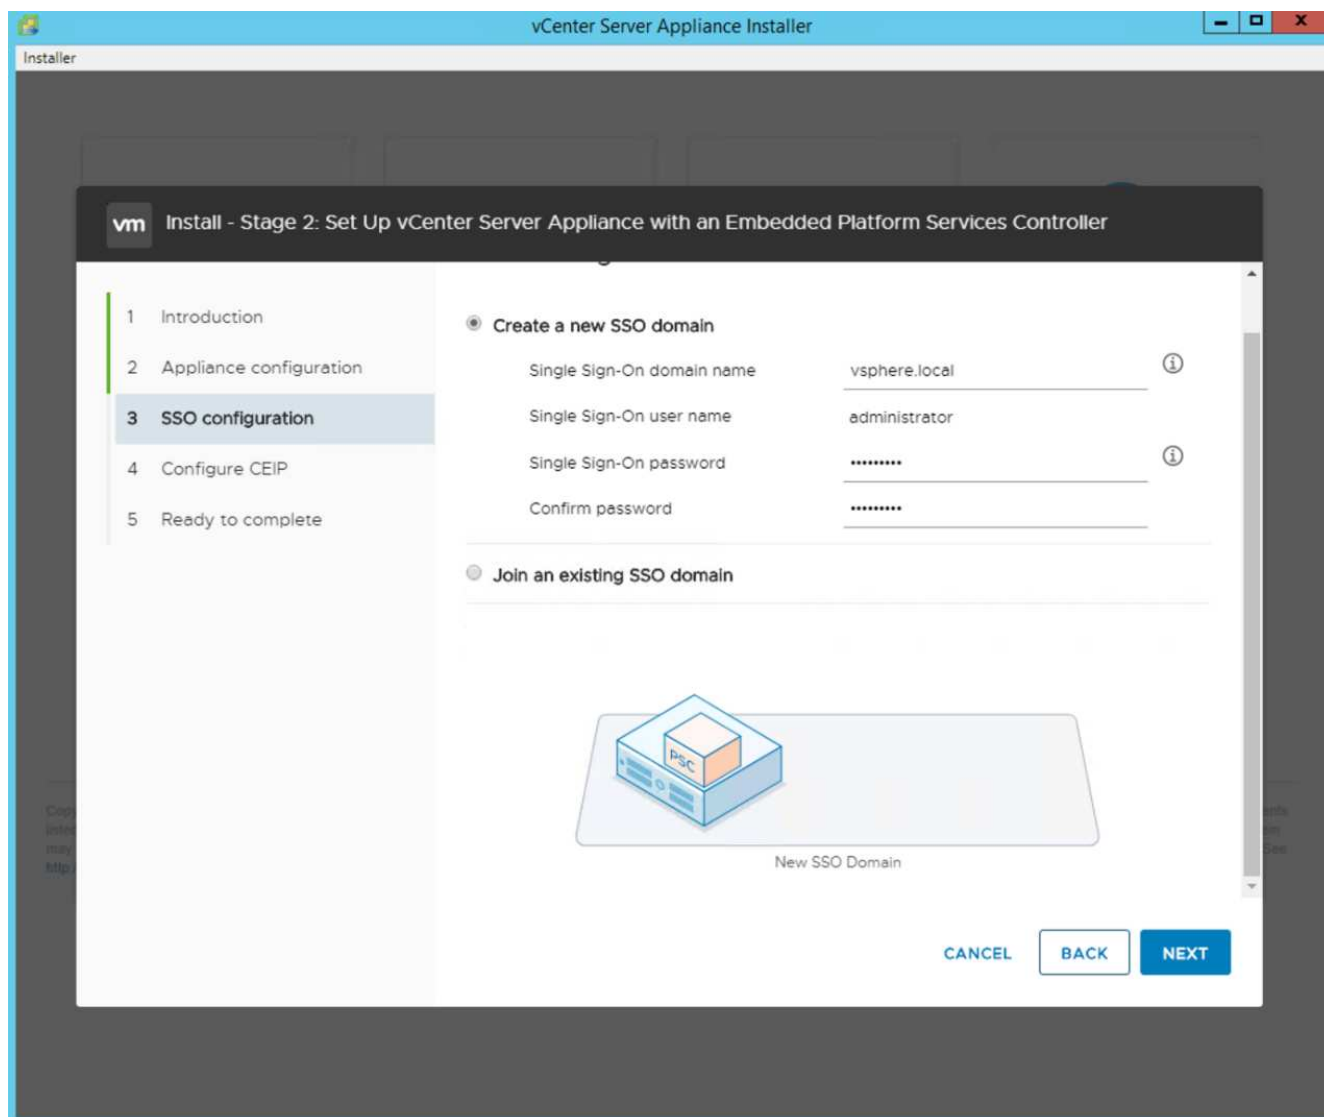 vCenter Server Appliance Installer
Installer
vm Install - Stage 2: Set Up vCenter Server Appliance with an Embedded Platform Services Controller
1 Introduction
2 Appliance configuration
3 SSO configuration
4 Configure CEIP
5 Ready to complete
Create a new SSO domain
Single Sign-On domain name vsphere.local
Single Sign-On user name administrator
Single Sign-On password •••••••••
Confirm password •••••••••
Join an existing SSO domain
PSC
New SSO Domain
CANCEL BACK NEXT